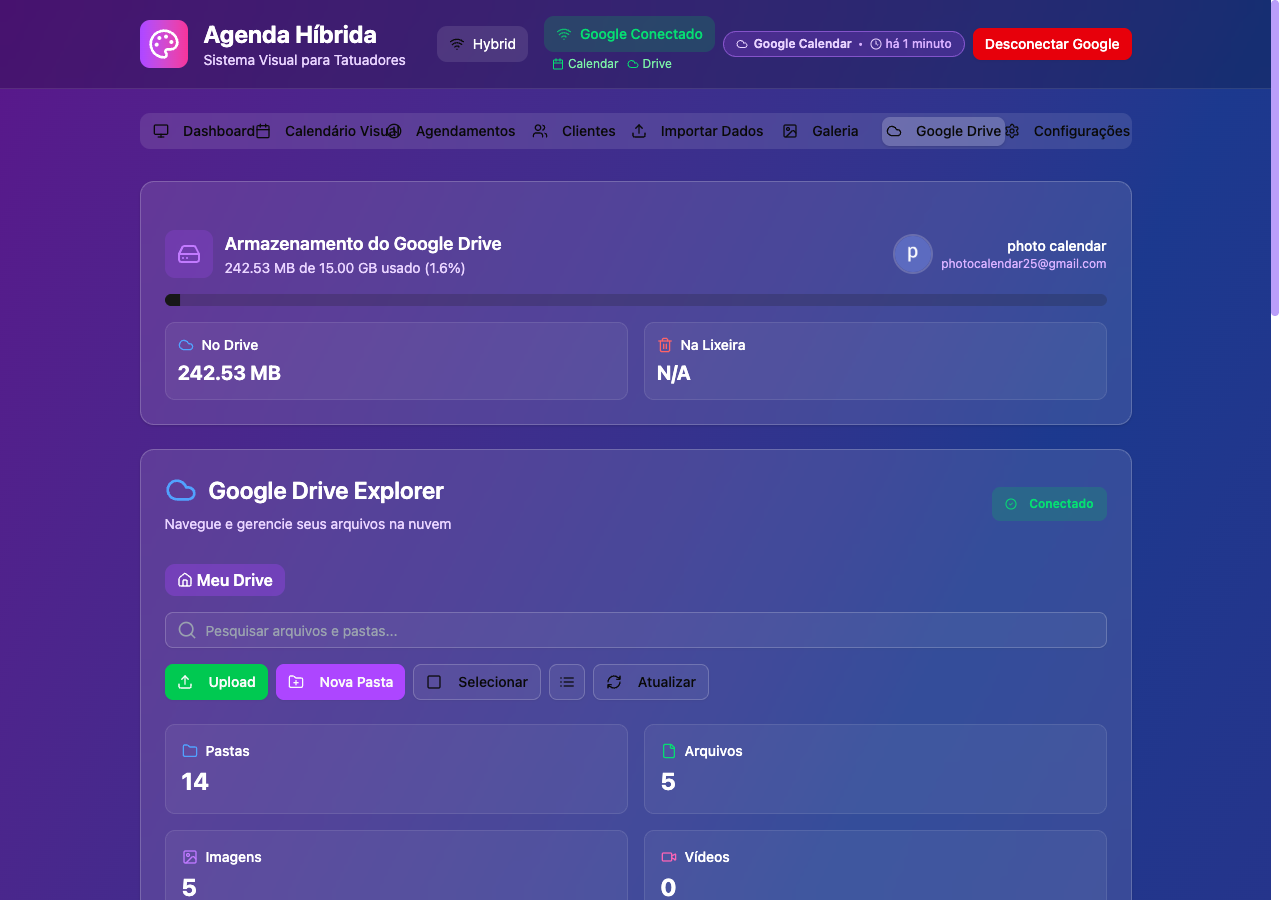 Agenda Híbrida
Sistema Visual para Tatuadores
Hybrid
Google Conectado
Calendar Drive
Google Calendar • há 1 minuto
Desconectar Google
Dashboard Calendário Visual Agendamentos Clientes Importar Dados Galeria Google Drive Configurações
Armazenamento do Google Drive
242.53 MB de 15.00 GB usado (1.6%)
p
photo calendar
photocalendar25@gmail.com
No Drive
242.53 MB
Na Lixeira
N/A
Google Drive Explorer
Navegue e gerencie seus arquivos na nuvem
Conectado
Meu Drive
Pesquisar arquivos e pastas...
Upload Nova Pasta Selecionar Atualizar
Pastas
14
Arquivos
5
Imagens
5
Vídeos
0